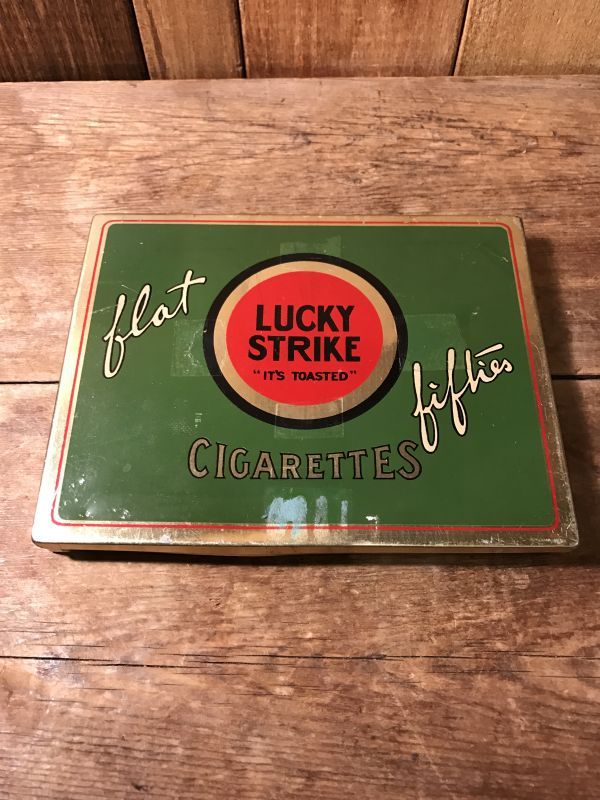 flat
LUCKY
STRIKE
"IT'S TOASTED"
fifties
CIGARETTES